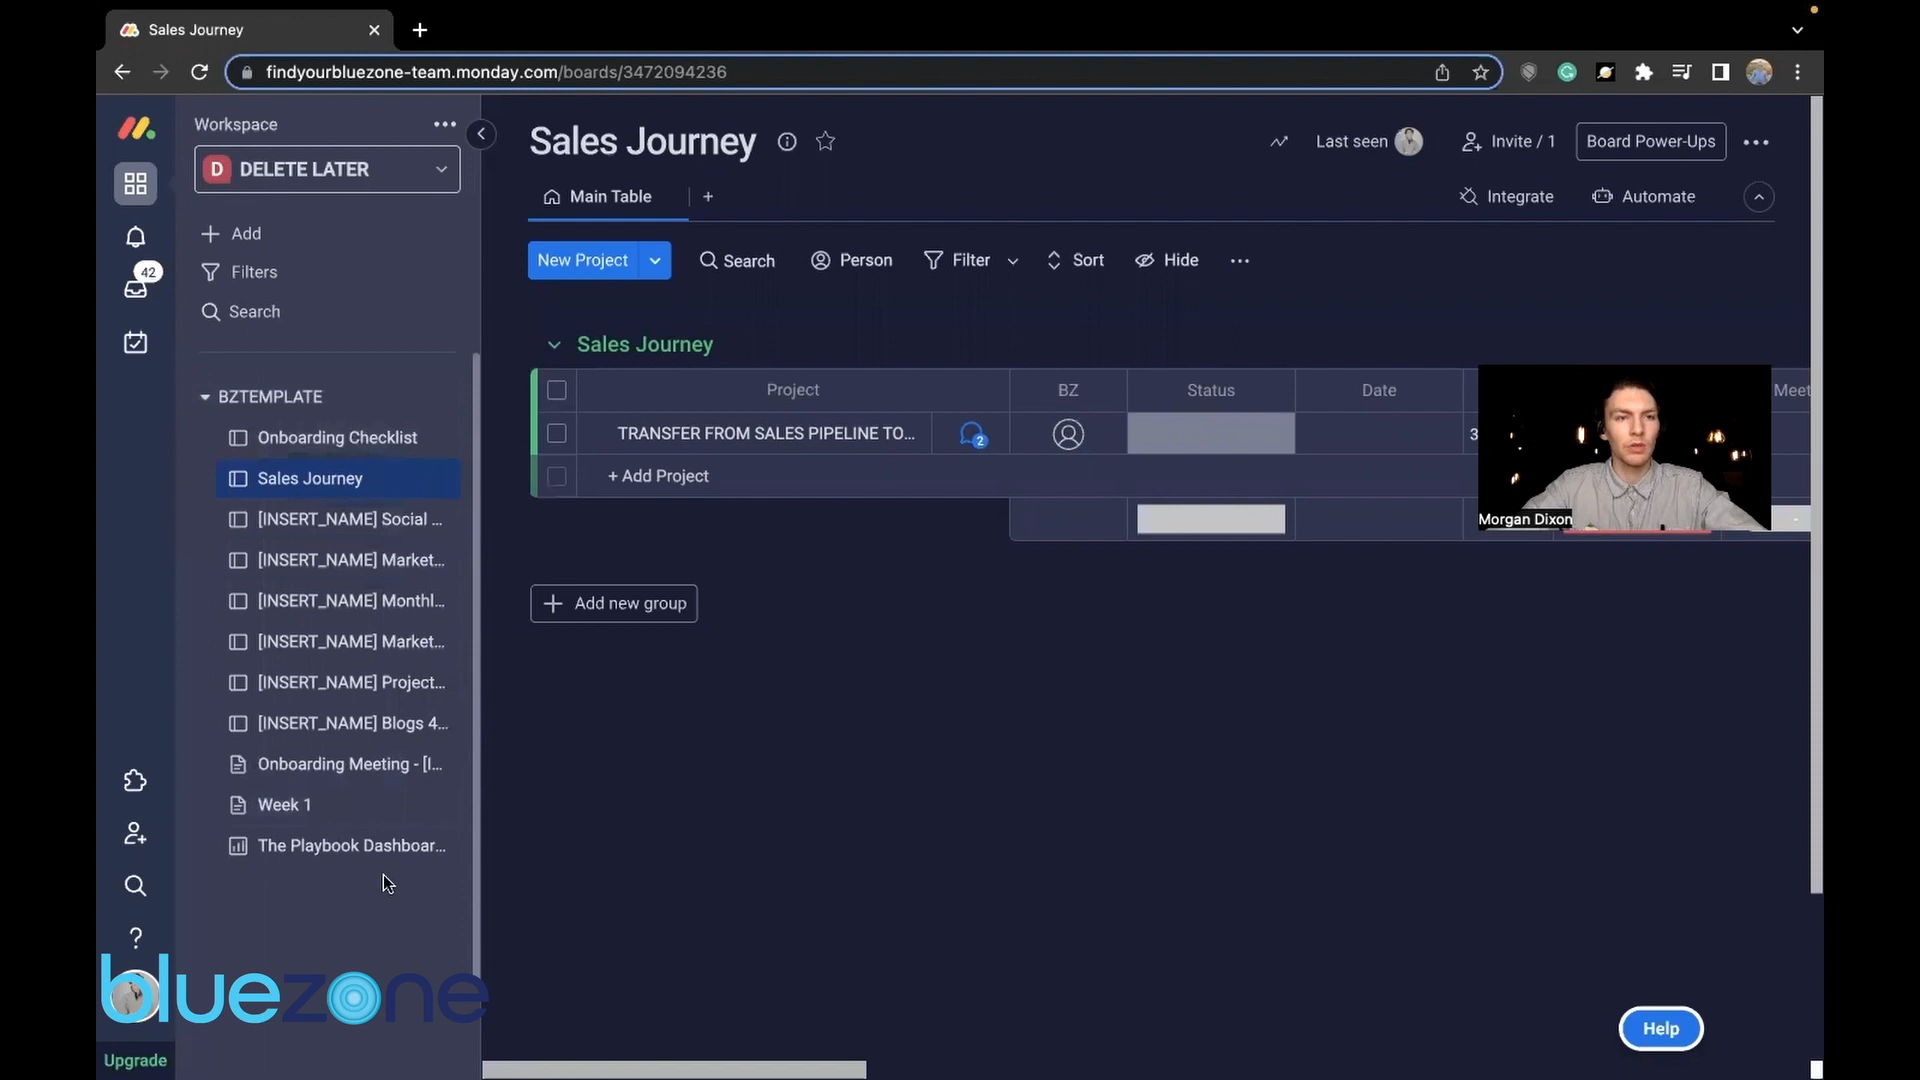 Sales Journey
findyourbluezone-team.monday.com/boards/3472094236
Workspace
D DELETE LATER
Add
Filters
Search
42
BZTEMPLATE
Onboarding Checklist
Sales Journey
[INSERT_NAME] Social ...
[INSERT_NAME] Market...
[INSERT_NAME] Monthl...
[INSERT_NAME] Market...
[INSERT_NAME] Project...
[INSERT_NAME] Blogs 4...
Onboarding Meeting - [I...
Week 1
The Playbook Dashboar...
bluezone
Upgrade
Sales Journey
Last seen
Invite / 1
Board Power-Ups
Main Table
+
Integrate
Automate
New Project
Search
Person
Filter
Sort
Hide
Sales Journey
Project BZ Status Date Meet
TRANSFER FROM SALES PIPELINE TO... 2 3
+ Add Project
-
Morgan Dixon
+ Add new group
Help